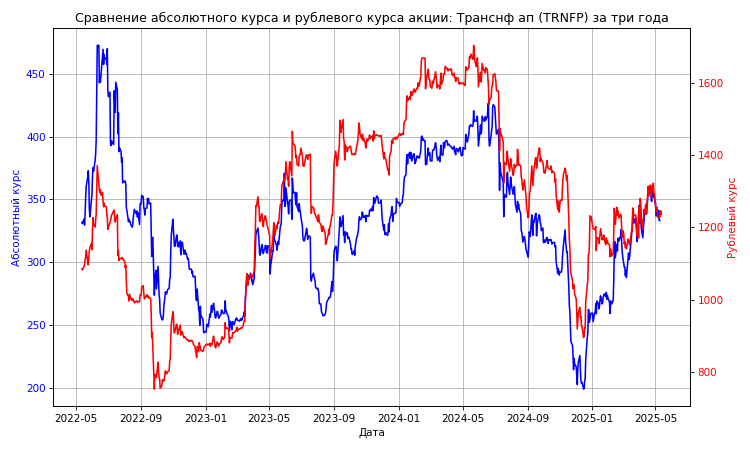 Сравнение абсолютного курса и рублевого курса акции: Транснф ап (TRNFP) за три года
Абсолютный курс
450
400
350
300
250
200
Рублевый курс
1600
1400
1200
1000
800
2022-05 2022-09 2023-01 2023-05 2023-09 2024-01 2024-05 2024-09 2025-01 2025-05
Дата